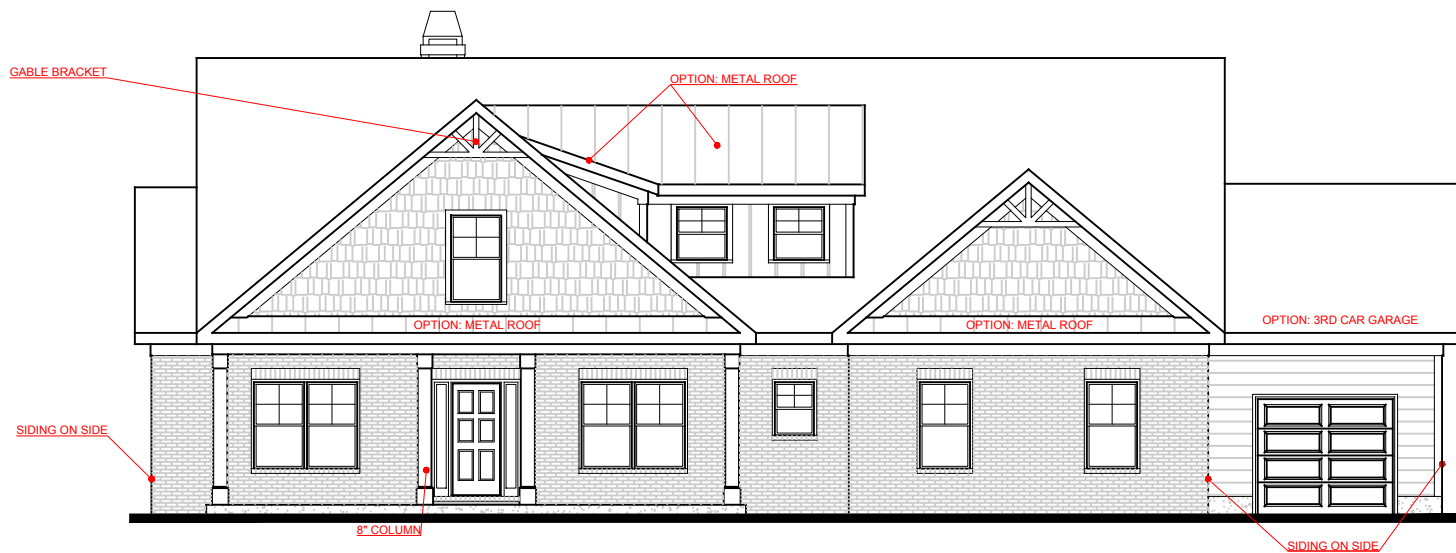 GABLE BRACKET
OPTION: METAL ROOF
OPTION: METAL ROOF
OPTION: METAL ROOF
OPTION: 3RD CAR GARAGE
SIDING ON SIDE
8" COLUMN
SIDING ON SIDE